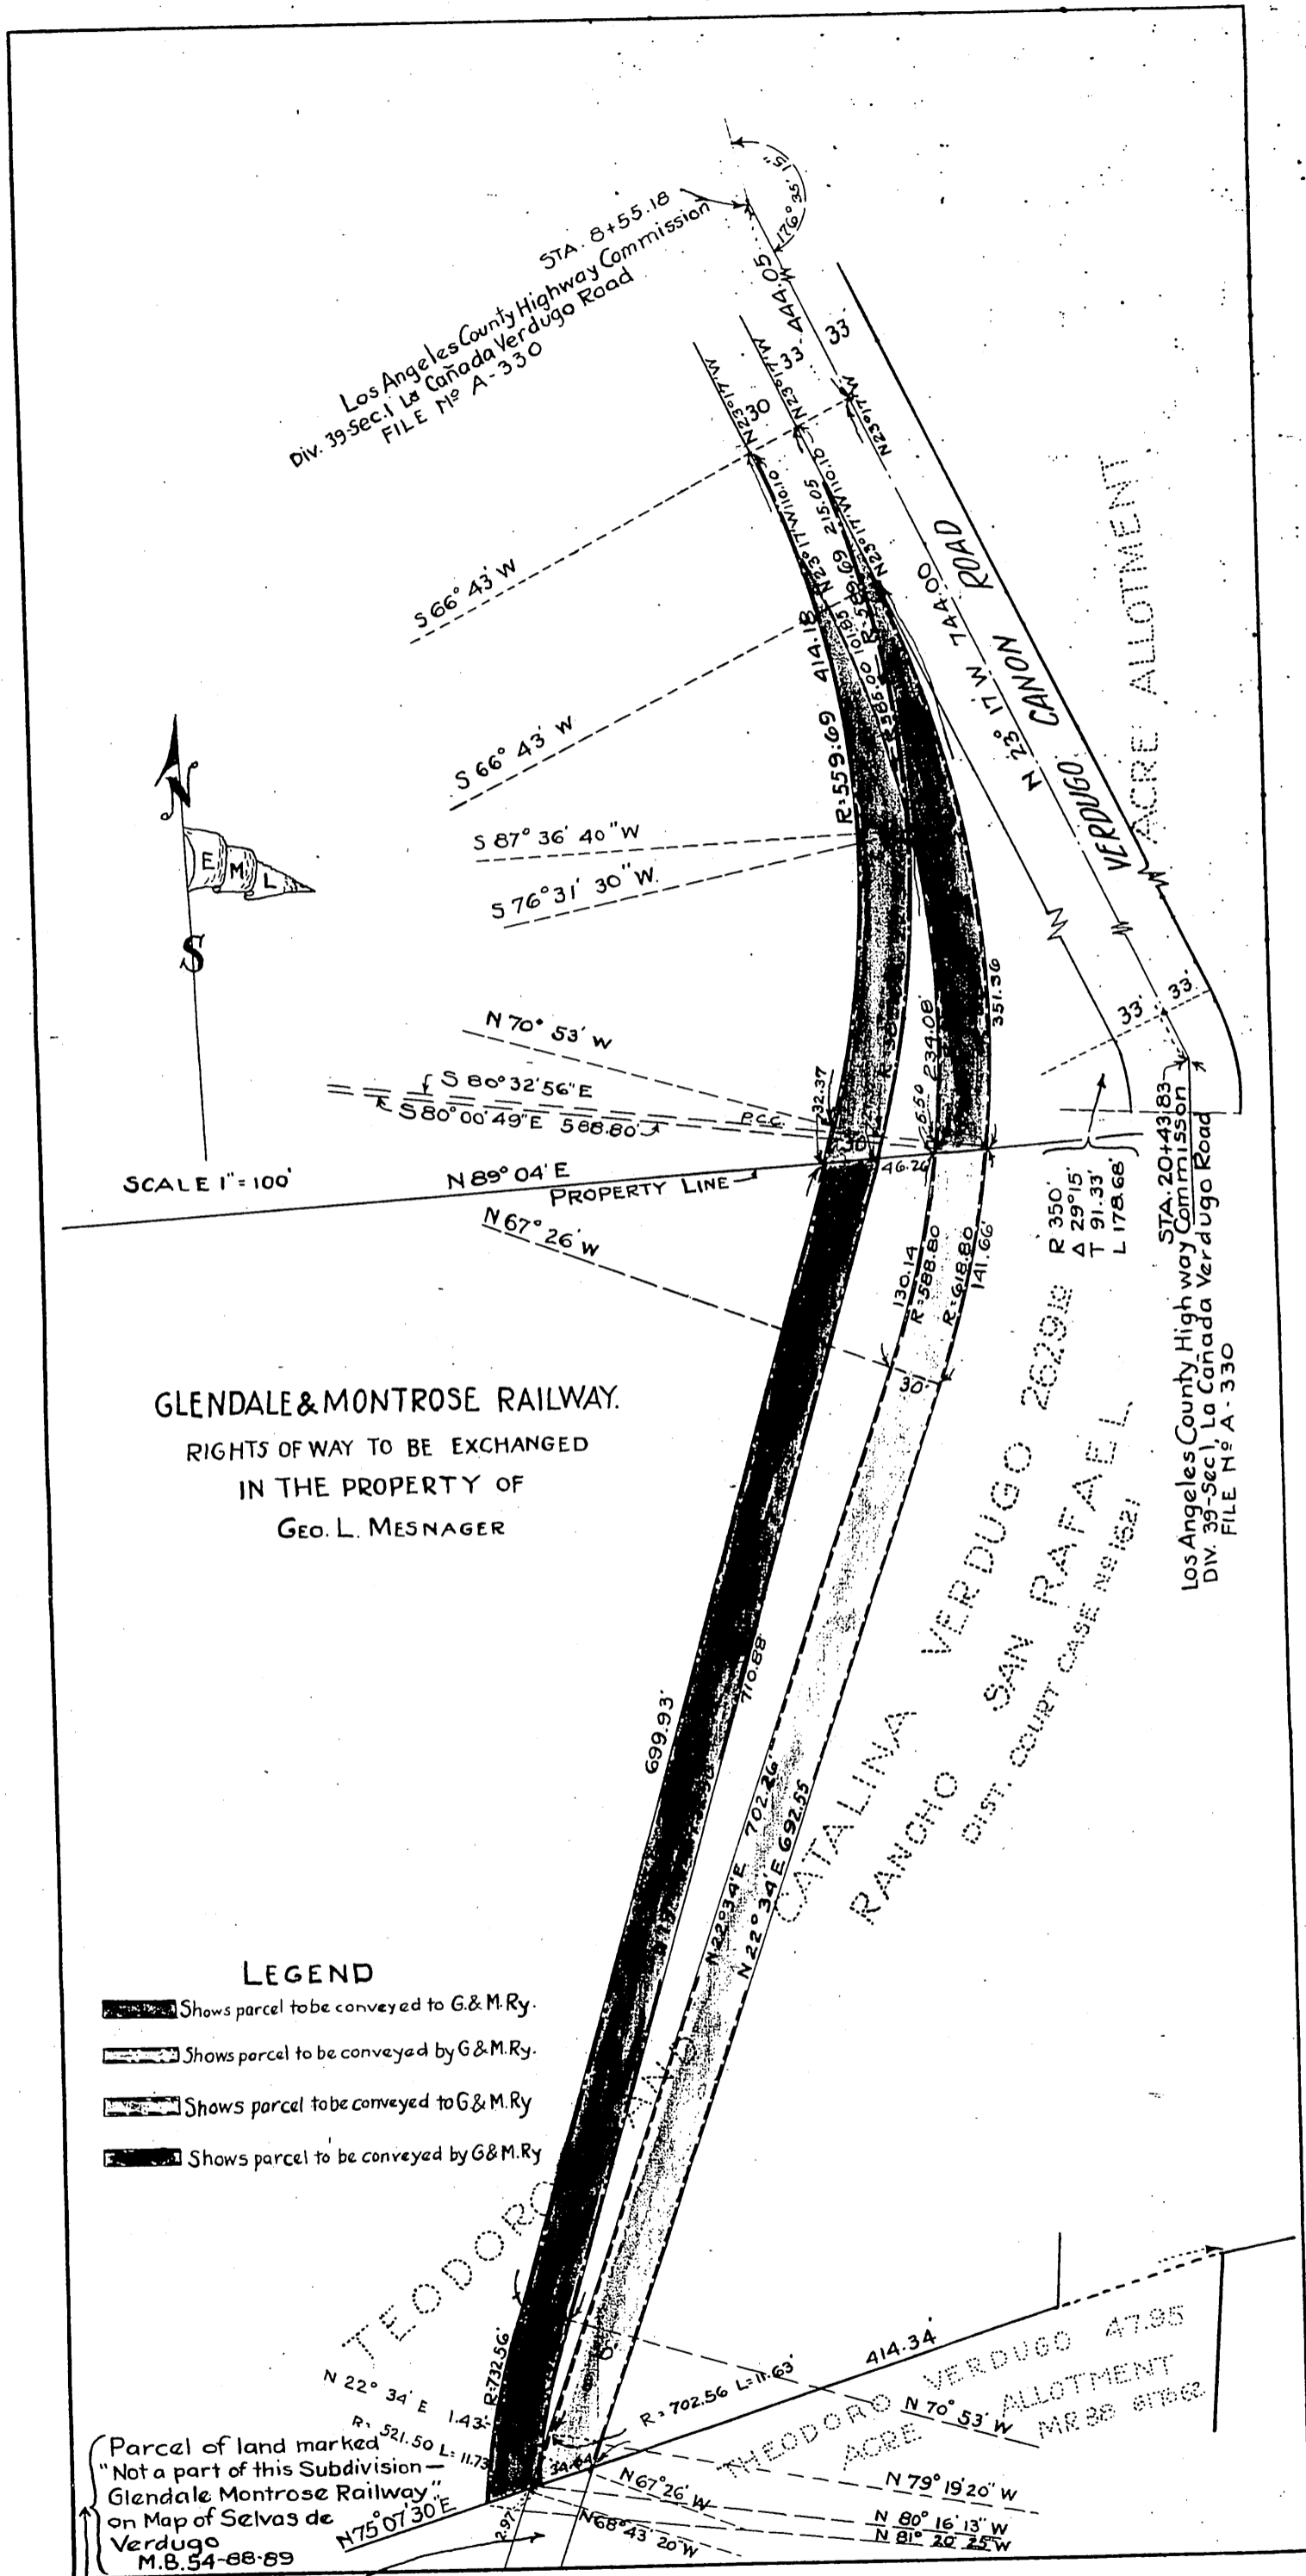 176° 35' 15"
STA. 8+55.18
Los Angeles County Highway Commission
Div. 39-Sec.1 La Cañada Verdugo Road
FILE Nº A-330
444.05
33
33
30
N23°17'W
N23°17'W
N23°17'W
N23°17'W 110.10
N23°17'W 110.10
215.05
101.85
R=585.00
R=559.69 414.18
S 66° 43' W
S 66° 43' W
S 87° 36' 40" W
S 76° 31' 30" W.
N 23° 17' W. 744.00
VERDUGO CANON ROAD
ACRE ALLOTMENT
N
E M L
S
SCALE 1" = 100'
N 70° 53' W
S 80° 32' 56" E
S 80° 00' 49" E 588.80'
P.C.C.
732.37
234.08'
351.36
33' 33'
N 89° 04' E
PROPERTY LINE
46.26
N 67° 26' W
130.14
R=588.80
R=618.80
141.66'
30'
R 350'
Δ 29°15'
T 91.33'
L 178.68'
STA. 20+43.83
Los Angeles County Highway Commisson
DIV. 39-Sec1, La Cañada Verdugo Road
FILE Nº A-330
GLENDALE & MONTROSE RAILWAY.
RIGHTS OF WAY TO BE EXCHANGED
IN THE PROPERTY OF
GEO. L. MESNAGER
699.93'
710.88'
N 22°34' E 702.26'
N 22° 34' E 692.55
TEODORO AND CATALINA VERDUGO 2629.18
RANCHO SAN RAFAEL
DIST. COURT CASE Nº 1621
LEGEND
Shows parcel to be conveyed to G.& M.Ry.
Shows parcel to be conveyed by G & M.Ry.
Shows parcel to be conveyed to G & M.Ry
Shows parcel to be conveyed by G & M.Ry
R=732.56'
N 22° 34' E 1.43'
R= 521.50 L= 11.73
34.64
R=702.56 L=11.63'
414.34'
THEODORO VERDUGO 47.95
ACRE ALLOTMENT
N 70° 53' W
N 79° 19' 20" W
N 80° 16' 13" W
N 81° 20' 25" W
N 67° 26' W
N 68° 43' 20" W
2.97'
N 75° 07' 30" E
Parcel of land marked
"Not a part of this Subdivision—
Glendale Montrose Railway"
on Map of Selvas de
Verdugo
M.B. 54-88-89